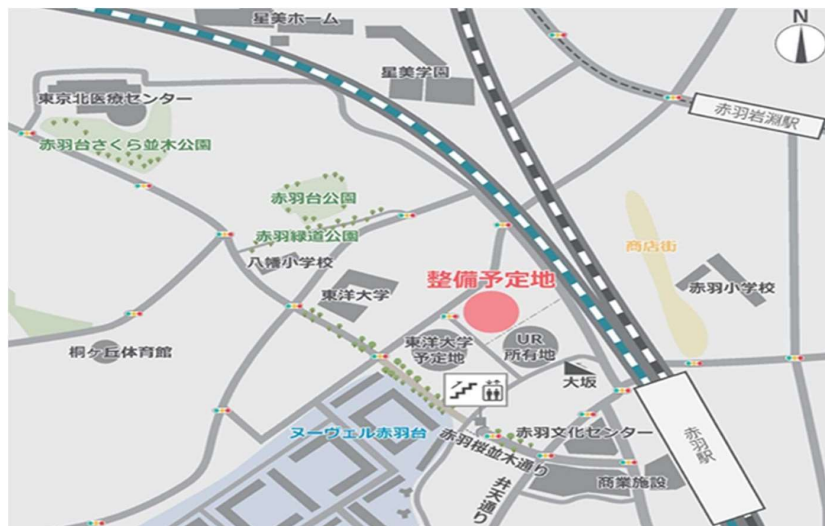 星美ホーム
N
星美学園
東京北医療センター
赤羽岩淵駅
赤羽台さくら並木公園
赤羽台公園
赤羽緑道公園
商店街
八幡小学校
整備予定地
赤羽小学校
東洋大学
東洋大学
予定地
UR
所有地
桐ケ丘体育館
大坂
ヌーヴェル赤羽台
赤羽文化センター
赤羽駅
赤羽桜並木通り
商業施設
弁天通り